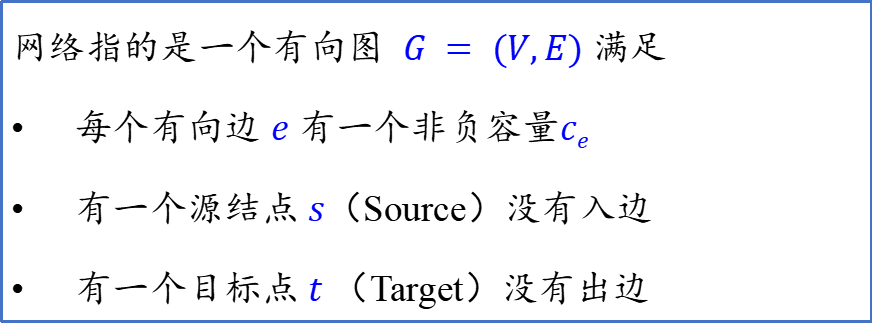 网络指的是一个有向图 G = (V, E) 满足
• 每个有向边 e 有一个非负容量cₑ
• 有一个源结点 s（Source）没有入边
• 有一个目标点 t （Target）没有出边